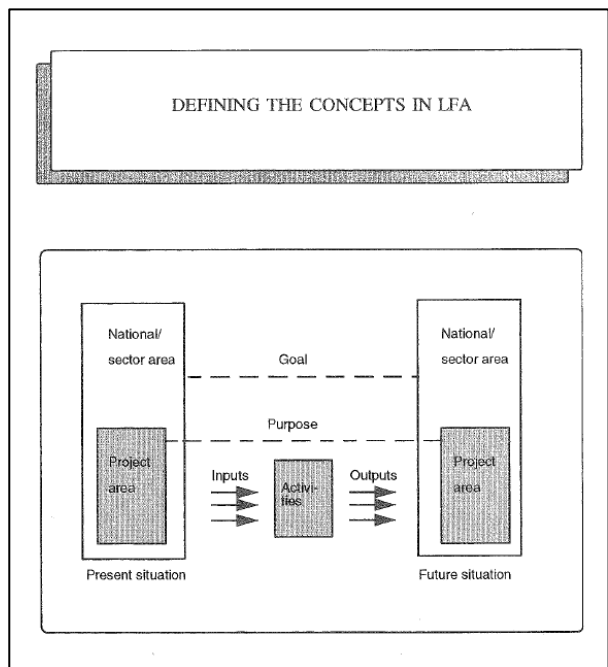 DEFINING THE CONCEPTS IN LFA
National/
sector area
Goal
National/
sector area
Purpose
Project
area
Inputs
Activi-
ties
Outputs
Project
area
Present situation
Future situation